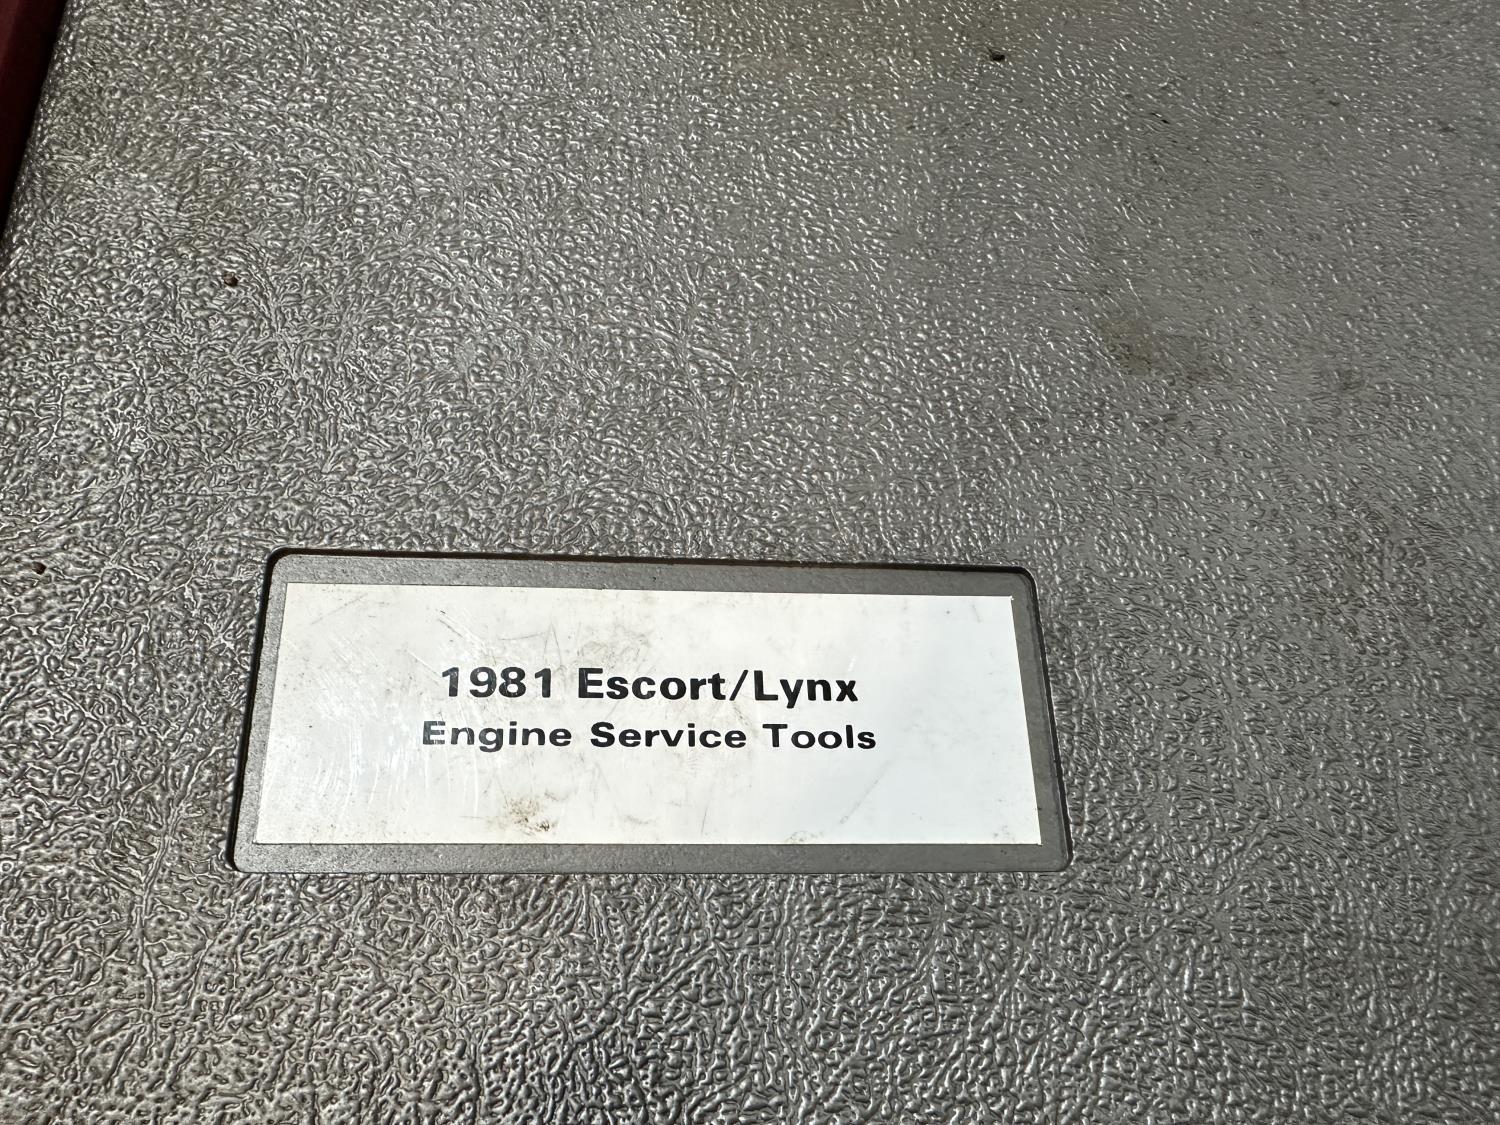 1981 Escort/Lynx
Engine Service Tools